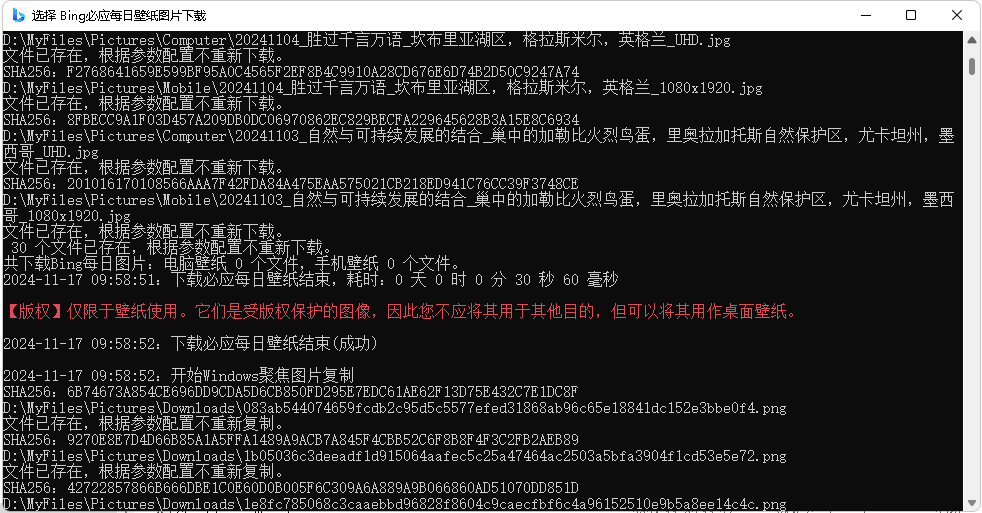 选择 Bing必应每日壁纸图片下载
D:\MyFiles\Pictures\Computer\20241104_胜过千言万语_坎布里亚湖区，格拉斯米尔，英格兰_UHD.jpg
文件已存在，根据参数配置不重新下载。
SHA256：F2768641659E599BF95A0C4565F2EF8B4C9910A28CD676E6D74B2D50C9247A74
D:\MyFiles\Pictures\Mobile\20241104_胜过千言万语_坎布里亚湖区，格拉斯米尔，英格兰_1080x1920.jpg
文件已存在，根据参数配置不重新下载。
SHA256：8FBECC9A1F03D457A209DB0DC06970862EC829BECFA229645628B3A15E8C6934
D:\MyFiles\Pictures\Computer\20241103_自然与可持续发展的结合_巢中的加勒比火烈鸟蛋，里奥拉加托斯自然保护区，尤卡坦州，墨
西哥_UHD.jpg
文件已存在，根据参数配置不重新下载。
SHA256：201016170108566AAA7F42FDA84A475EAA575021CB218ED941C76CC39F3748CE
D:\MyFiles\Pictures\Mobile\20241103_自然与可持续发展的结合_巢中的加勒比火烈鸟蛋，里奥拉加托斯自然保护区，尤卡坦州，墨西
哥_1080x1920.jpg
文件已存在，根据参数配置不重新下载。
30 个文件已存在，根据参数配置不重新下载。
共下载Bing每日图片：电脑壁纸 0 个文件，手机壁纸 0 个文件。
2024-11-17 09:58:51：下载必应每日壁纸结束，耗时：0 天 0 时 0 分 30 秒 60 毫秒
【版权】仅限于壁纸使用。它们是受版权保护的图像，因此您不应将其用于其他目的，但可以将其用作桌面壁纸。
2024-11-17 09:58:52：下载必应每日壁纸结束(成功)
2024-11-17 09:58:52：开始Windows聚焦图片复制
SHA256：6B74673A854CE696DD9CDA5D6CB850FD295E7EDC61AE62F13D75E432C7E1DC8F
D:\MyFiles\Pictures\Downloads\083ab544074659fcdb2c95d5c5577efed31868ab96c65e18841dc152e3bbe0f4.png
文件已存在，根据参数配置不重新复制。
SHA256：9270E8E7D4D66B85A1A5FFA1489A9ACB7A845F4CBB52C6F8B8F4F3C2FB2AEB89
D:\MyFiles\Pictures\Downloads\1b05036c3deeadf1d915064aafec5c25a47464ac2503a5bfa3904f1cd53e5e72.png
文件已存在，根据参数配置不重新复制。
SHA256：42722857866B666DBE1C0E60D0B005F6C309A6A889A9B066860AD51070DD851D
D:\MyFiles\Pictures\Downloads\1e8fc785068c3caaebbd96828f8604c9caecfbf6c4a96152510e9b5a8ee14c4c.png